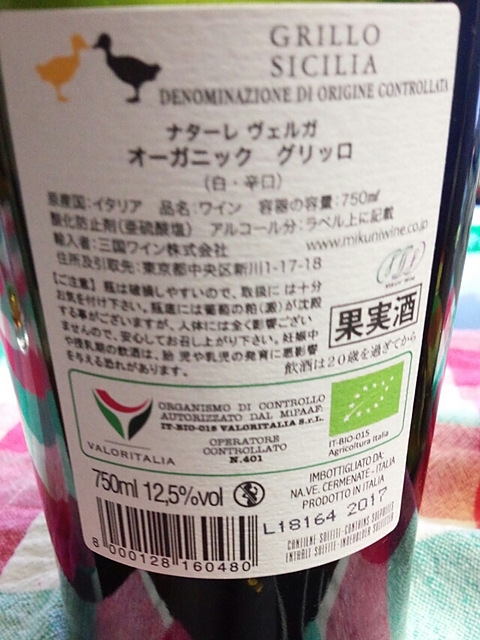 GRILLO
SICILIA
DENOMINAZIONE DI ORIGINE CONTROLLATA
ナターレ ヴェルガ
オーガニック グリッロ
(白・辛口)
原産国:イタリア 品名:ワイン 容器の容量:750㎖
酸化防止剤(亜硫酸塩) アルコール分:ラベル上に記載
輸入者:三国ワイン株式会社 www.mikuniwine.co.jp
住所及引取先:東京都中央区新川1-17-18
【ご注意】瓶は破損しやすいので、取扱には十分
お気を付け下さい。瓶底には葡萄の粕(澱)が沈殿
する事がございますが、人体には全く影響ござい
ませんので、安心してお召し上がり下さい。妊娠中
や授乳期の飲酒は、胎児や乳児の発育に悪影響
を与える恐れがあります。
果実酒
飲酒は20歳を過ぎてから
VALORITALIA
ORGANISMO DI CONTROLLO
AUTORIZZATO DAL MIPAAF:
IT-BIO-015 VALORITALIA S.r.L.
OPERATORE
CONTROLLATO
N.401
IT-BIO-015
Agricoltura Italia
750ml 12,5%vol
IMBOTTIGLIATO DA:
NA.VE. CERMENATE - ITALIA
PRODOTTO IN ITALIA
L18164 2017
CONTIENE SOLFITI-CONTAINS SULPHITES
8 000128 160480